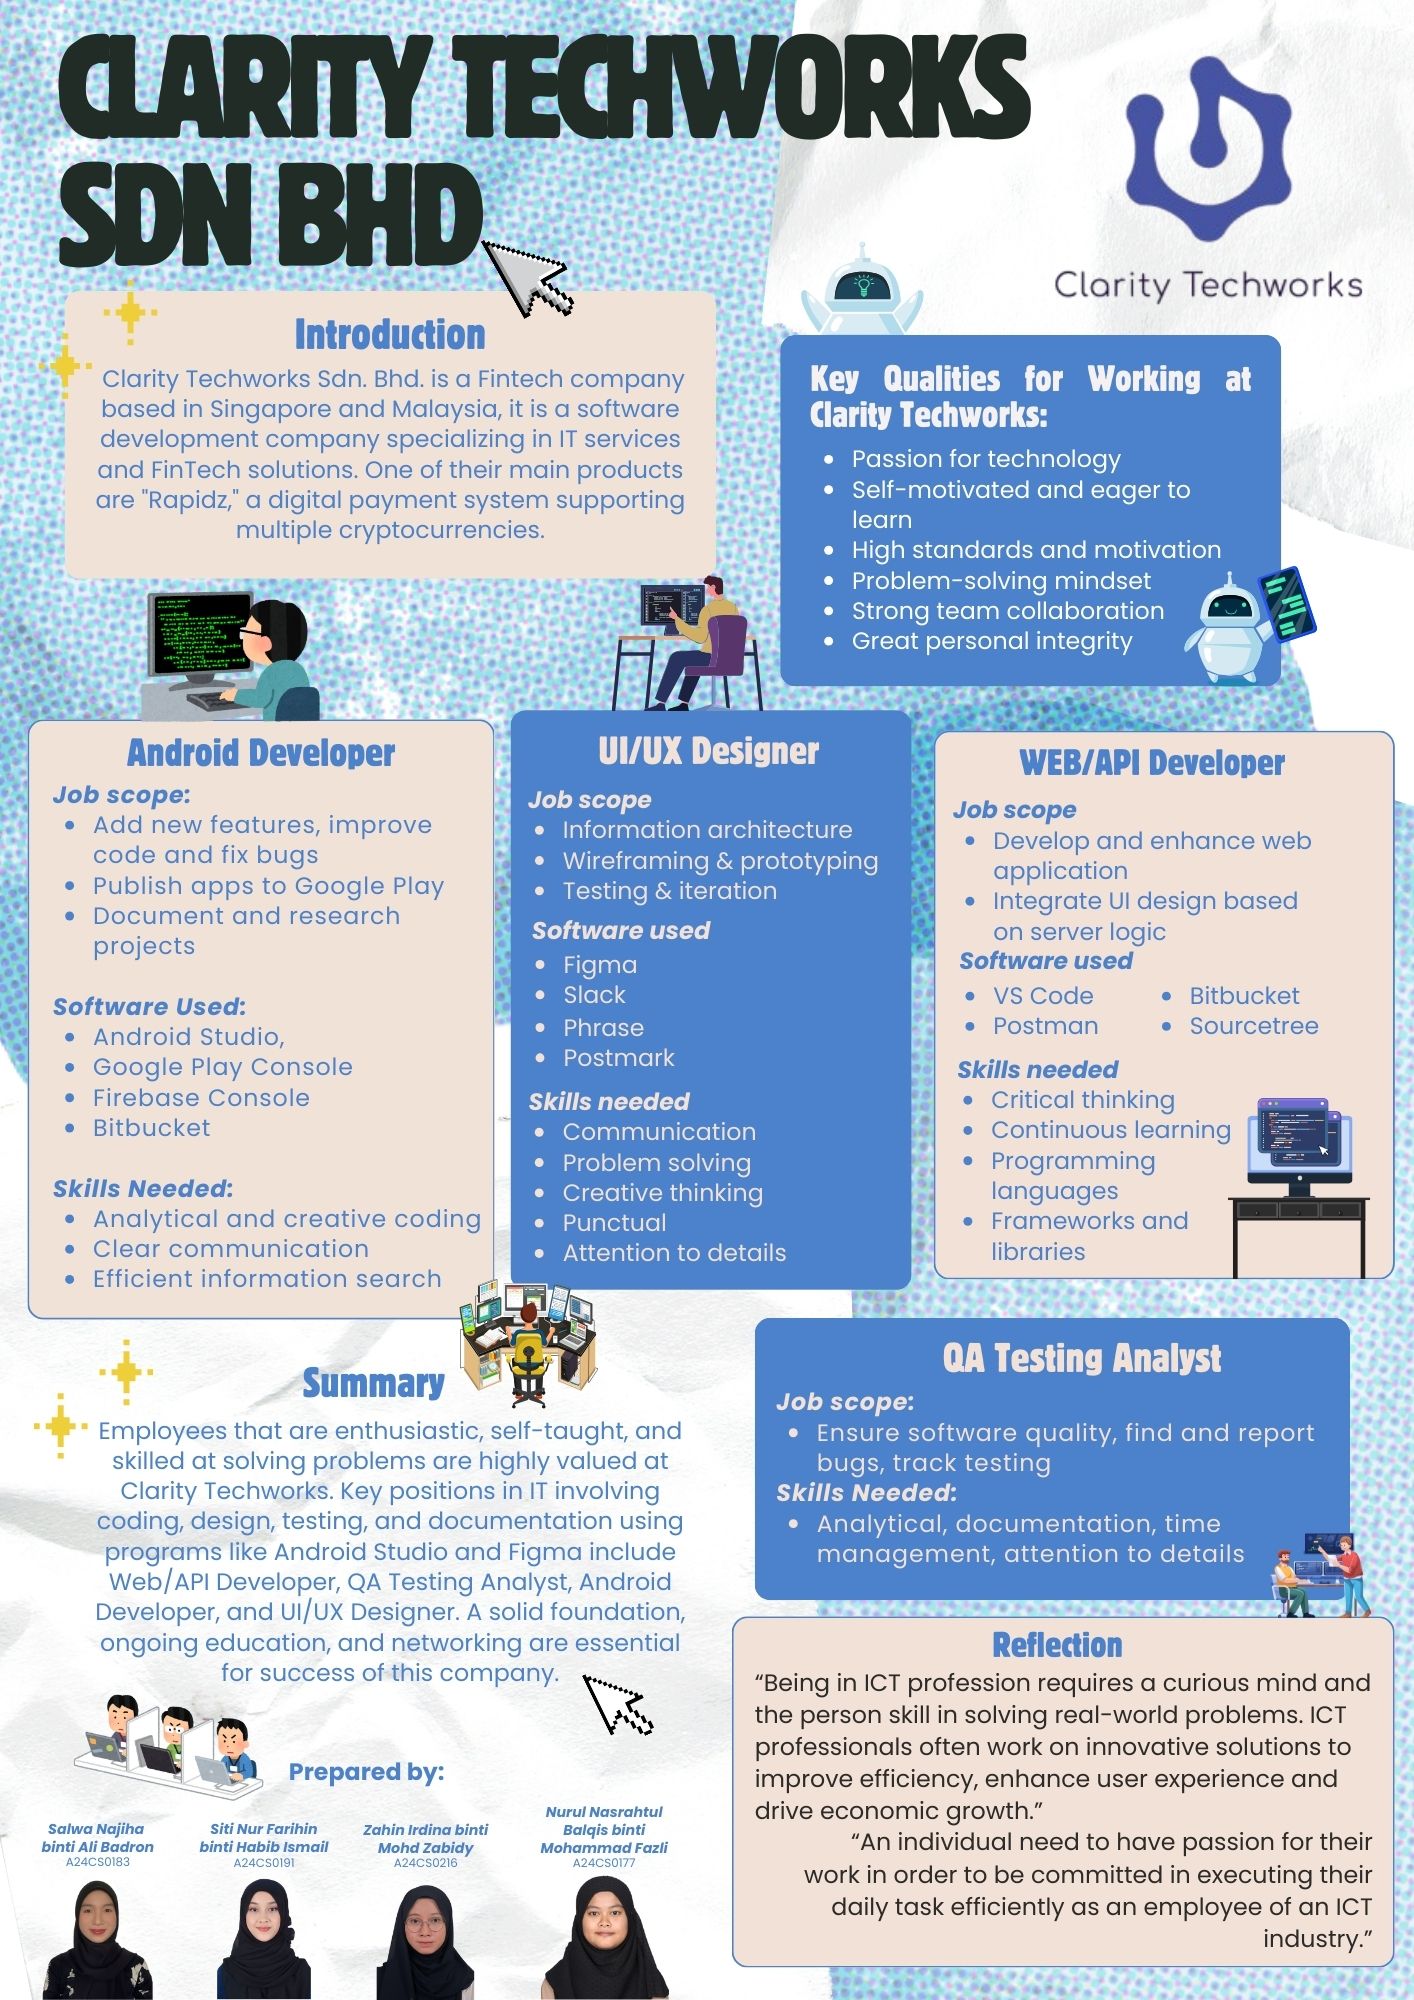 CLARITY TECHWORKS
SDN BHD
Clarity Techworks
Introduction
Clarity Techworks Sdn. Bhd. is a Fintech company
based in Singapore and Malaysia, it is a software
development company specializing in IT services
and FinTech solutions. One of their main products
are "Rapidz," a digital payment system supporting
multiple cryptocurrencies.
Key Qualities for Working at
Clarity Techworks:
• Passion for technology
• Self-motivated and eager to
learn
• High standards and motivation
• Problem-solving mindset
• Strong team collaboration
• Great personal integrity
Android Developer
Job scope:
• Add new features, improve
code and fix bugs
• Publish apps to Google Play
• Document and research
projects
Software Used:
• Android Studio,
• Google Play Console
• Firebase Console
• Bitbucket
Skills Needed:
• Analytical and creative coding
• Clear communication
• Efficient information search
UI/UX Designer
Job scope
• Information architecture
• Wireframing & prototyping
• Testing & iteration
Software used
• Figma
• Slack
• Phrase
• Postmark
Skills needed
• Communication
• Problem solving
• Creative thinking
• Punctual
• Attention to details
WEB/API Developer
Job scope
• Develop and enhance web
application
• Integrate UI design based
on server logic
Software used
• VS Code
• Postman
• Bitbucket
• Sourcetree
Skills needed
• Critical thinking
• Continuous learning
• Programming
languages
• Frameworks and
libraries
Summary
Employees that are enthusiastic, self-taught, and
skilled at solving problems are highly valued at
Clarity Techworks. Key positions in IT involving
coding, design, testing, and documentation using
programs like Android Studio and Figma include
Web/API Developer, QA Testing Analyst, Android
Developer, and UI/UX Designer. A solid foundation,
ongoing education, and networking are essential
for success of this company.
QA Testing Analyst
Job scope:
• Ensure software quality, find and report
bugs, track testing
Skills Needed:
• Analytical, documentation, time
management, attention to details
Reflection
“Being in ICT profession requires a curious mind and
the person skill in solving real-world problems. ICT
professionals often work on innovative solutions to
improve efficiency, enhance user experience and
drive economic growth.”
“An individual need to have passion for their
work in order to be committed in executing their
daily task efficiently as an employee of an ICT
industry.”
Prepared by:
Salwa Najiha
binti Ali Badron
A24CS0183
Siti Nur Farihin
binti Habib Ismail
A24CS0191
Zahin Irdina binti
Mohd Zabidy
A24CS0216
Nurul Nasrahtul
Balqis binti
Mohammad Fazli
A24CS0177